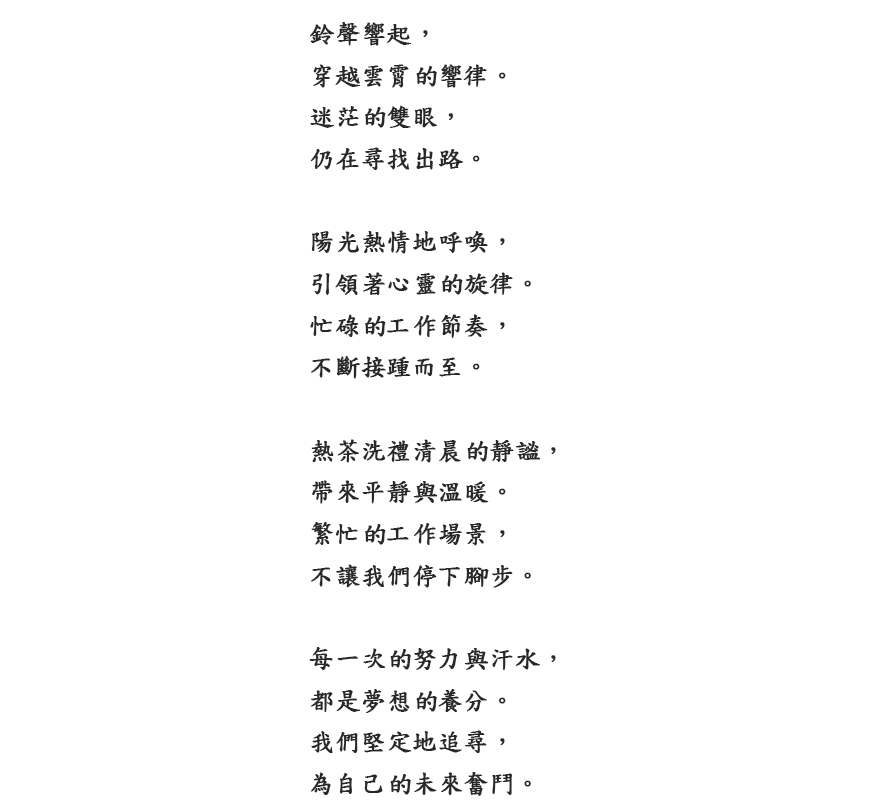 鈴聲響起，
穿越雲霄的響律。
迷茫的雙眼，
仍在尋找出路。
陽光熱情地呼喚，
引領著心靈的旋律。
忙碌的工作節奏，
不斷接踵而至。
熱茶洗禮清晨的靜謐，
帶來平靜與溫暖。
繁忙的工作場景，
不讓我們停下腳步。
每一次的努力與汗水，
都是夢想的養分。
我們堅定地追尋，
為自己的未來奮鬥。